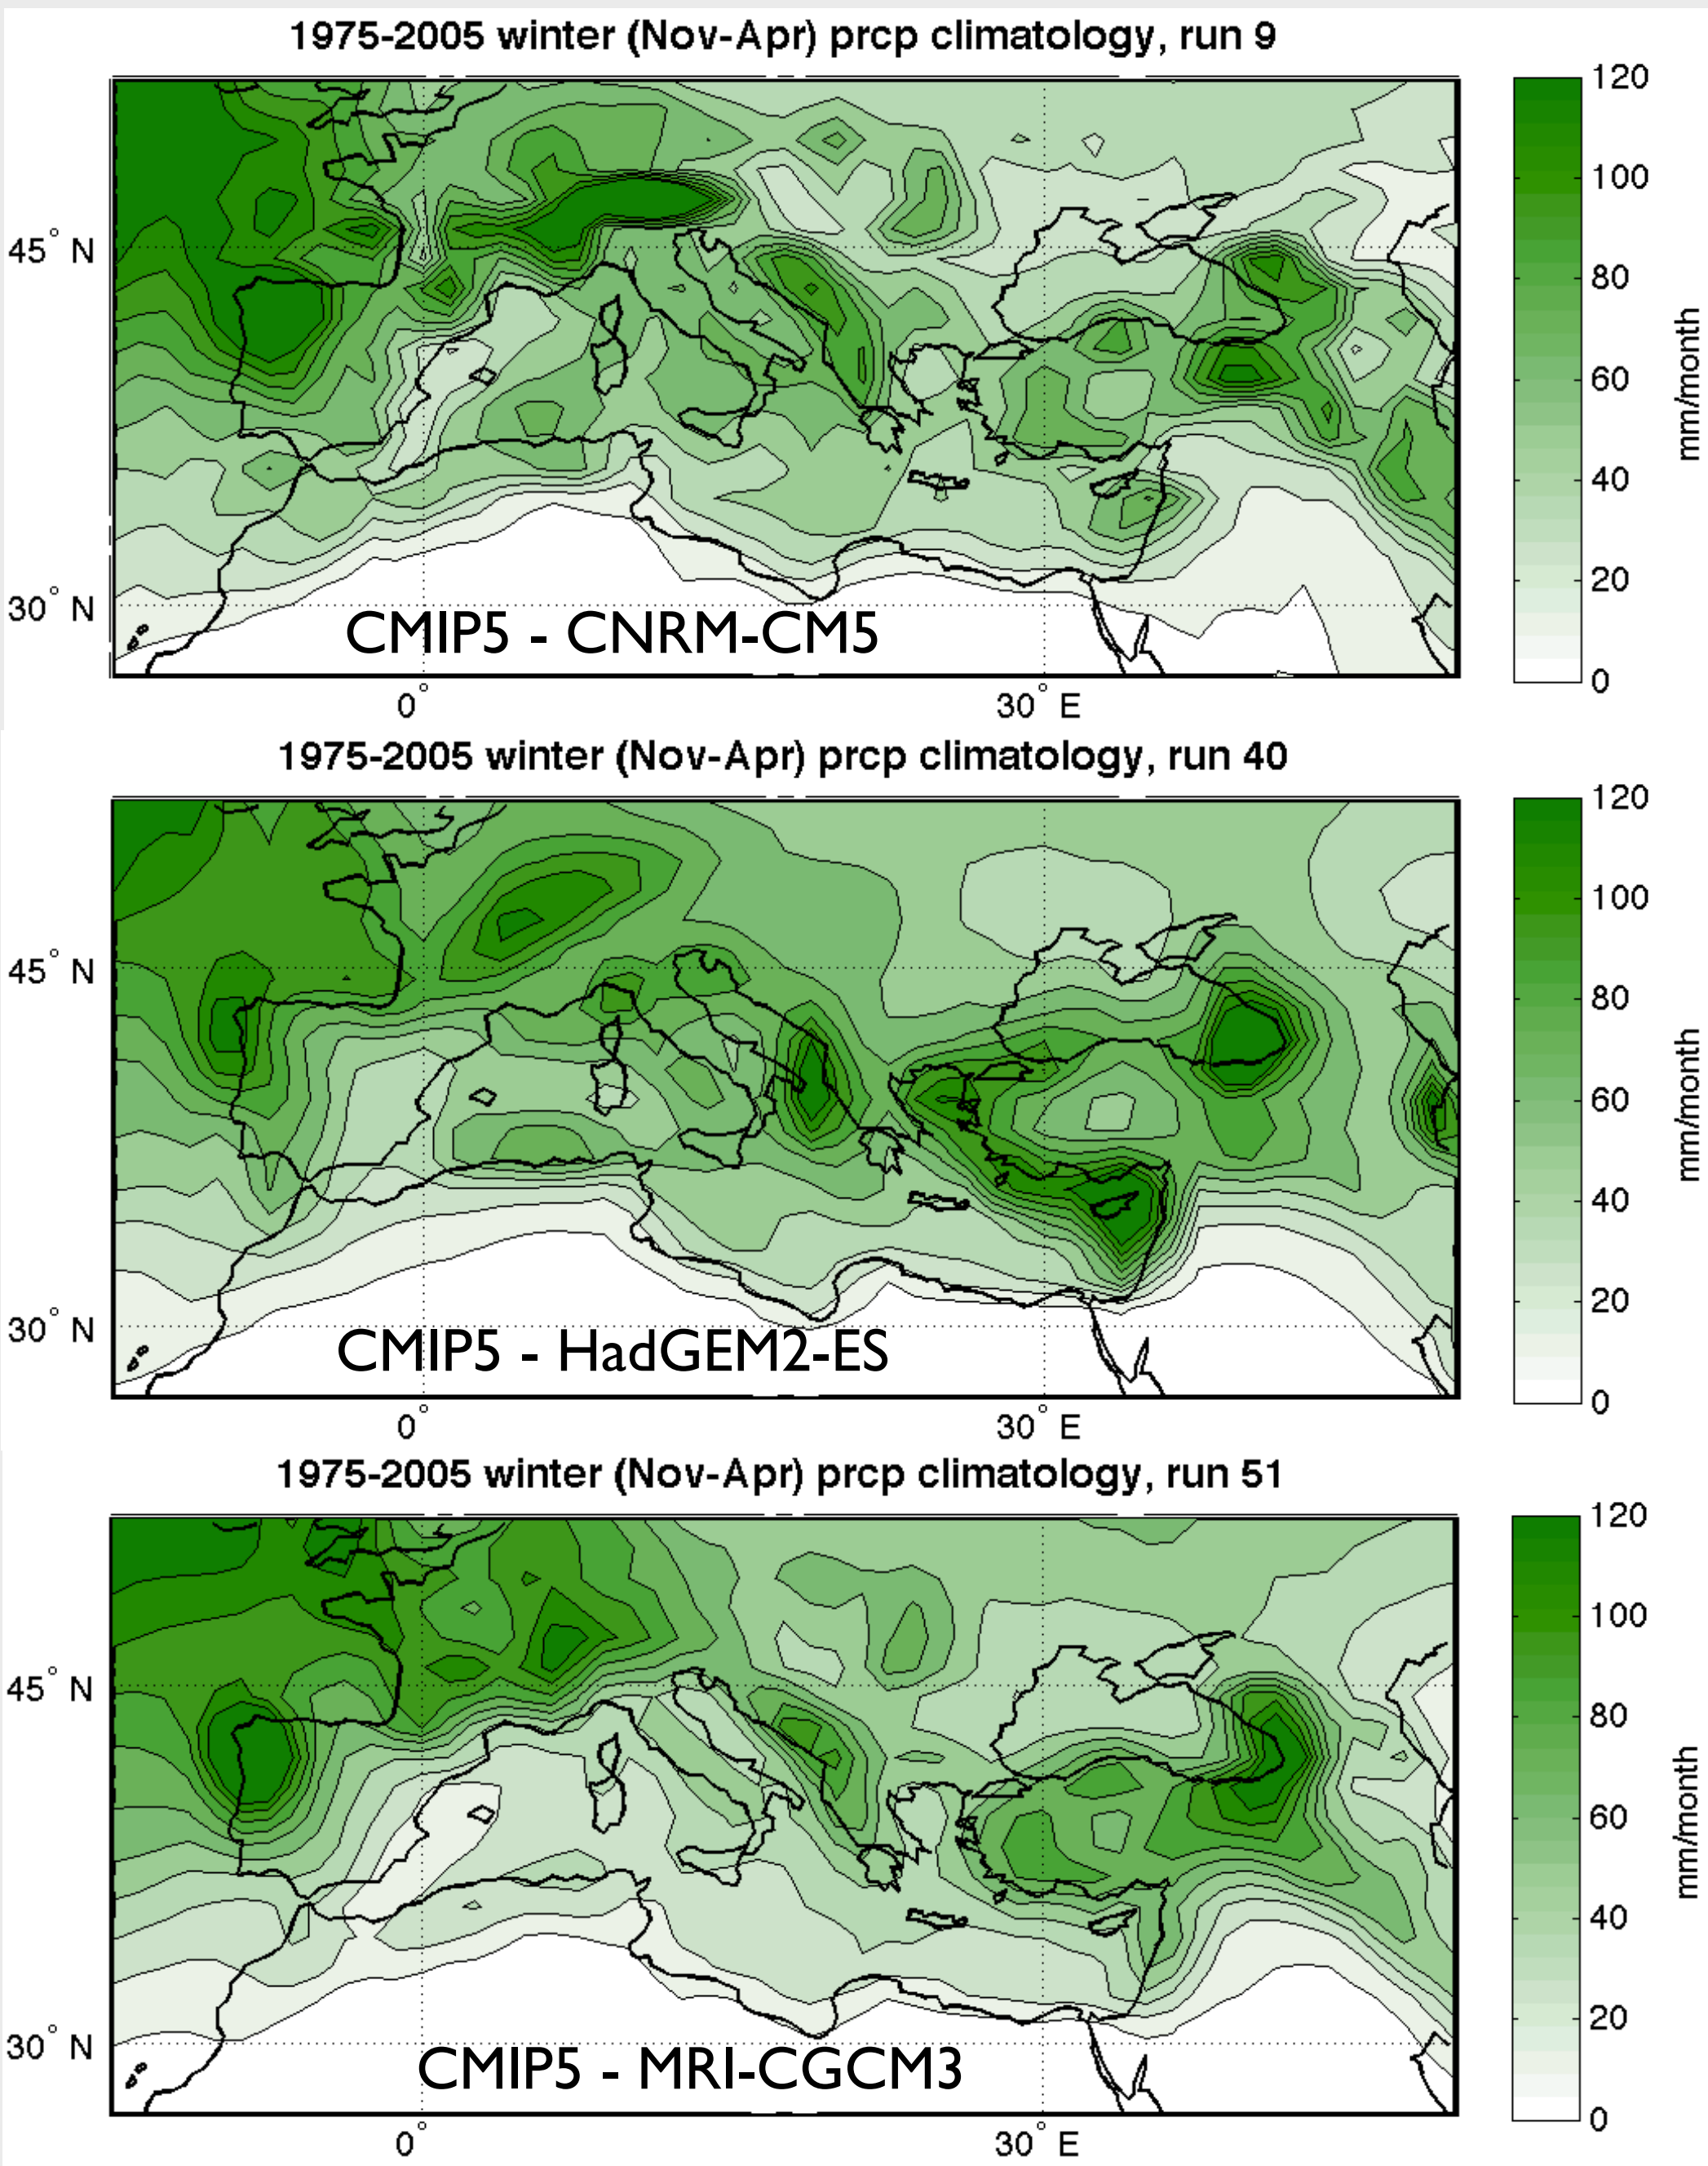 1975-2005 winter (Nov-Apr) prcp climatology, run 9
120
100
80
60
40
20
0
mm/month
45° N
30° N
CMIP5 - CNRM-CM5
0°
30° E
1975-2005 winter (Nov-Apr) prcp climatology, run 40
120
100
80
60
40
20
0
mm/month
45° N
30° N
CMIP5 - HadGEM2-ES
0°
30° E
1975-2005 winter (Nov-Apr) prcp climatology, run 51
120
100
80
60
40
20
0
mm/month
45° N
30° N
CMIP5 - MRI-CGCM3
0°
30° E